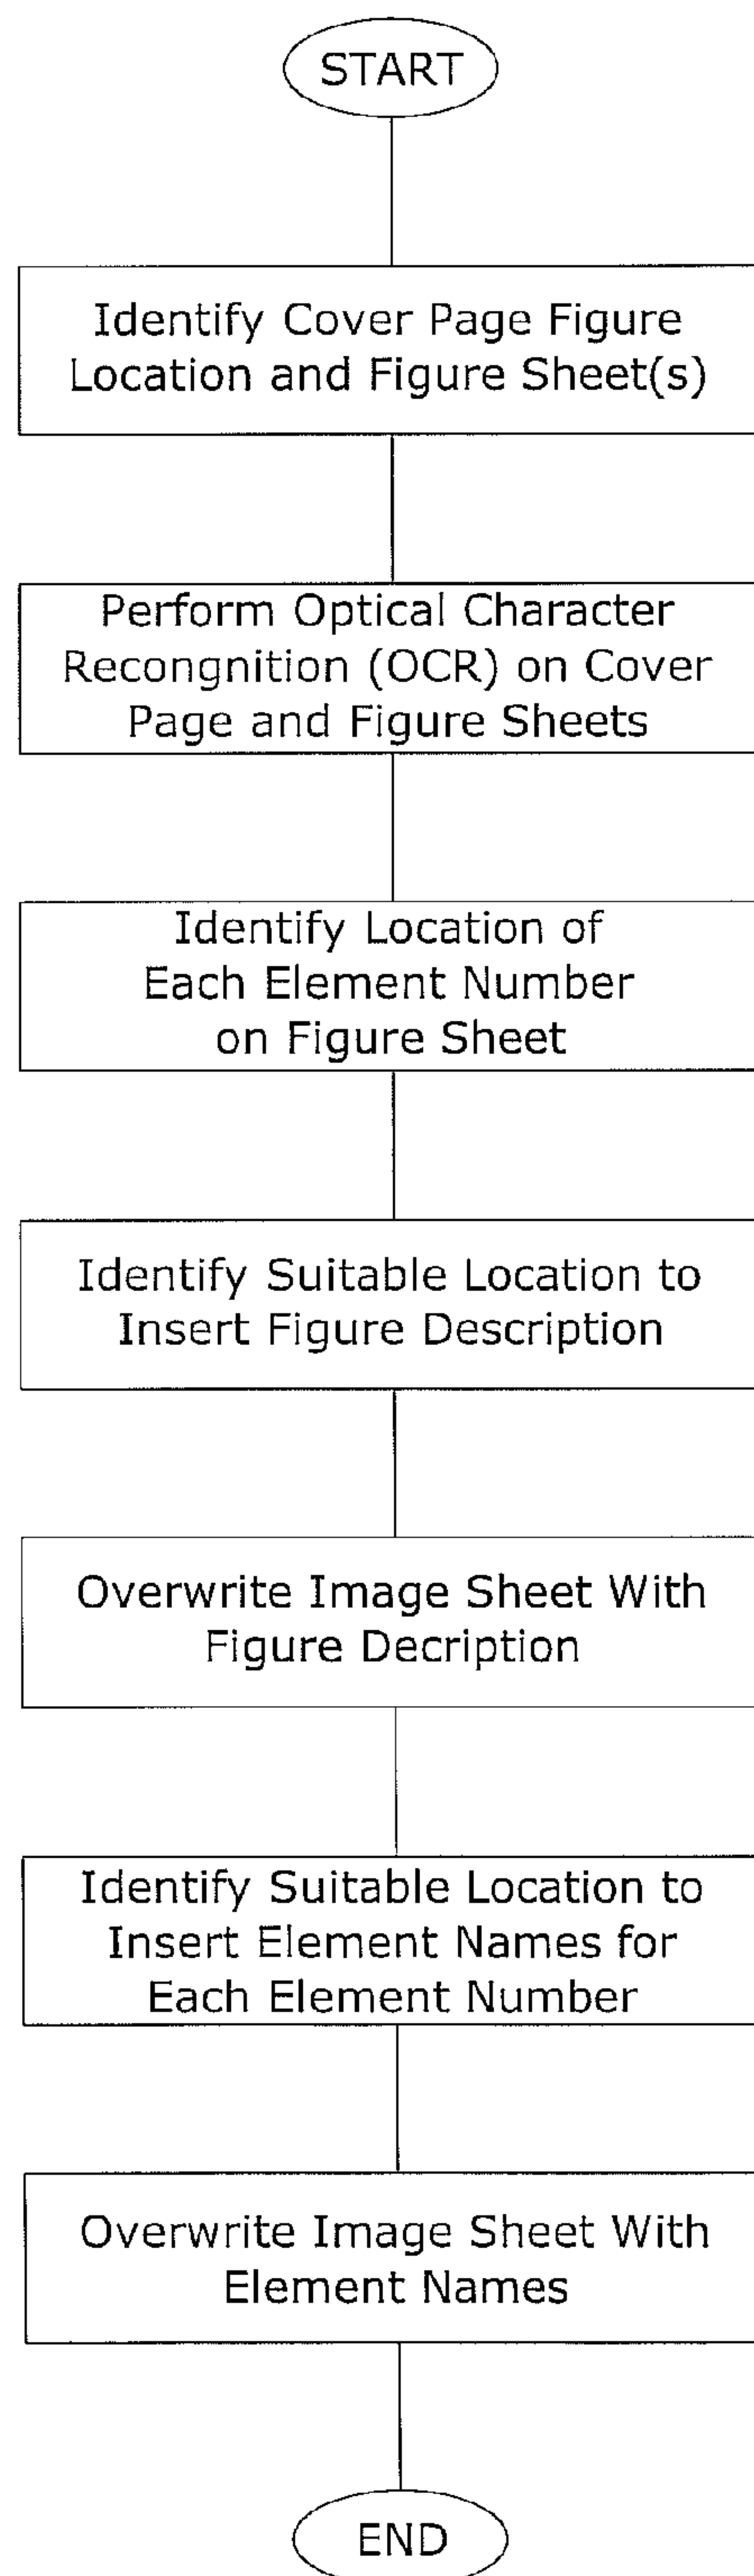 START
Identify Cover Page Figure
Location and Figure Sheet(s)
Perform Optical Character
Recongnition (OCR) on Cover
Page and Figure Sheets
Identify Location of
Each Element Number
on Figure Sheet
Identify Suitable Location to
Insert Figure Description
Overwrite Image Sheet With
Figure Decription
Identify Suitable Location to
Insert Element Names for
Each Element Number
Overwrite Image Sheet With
Element Names
END